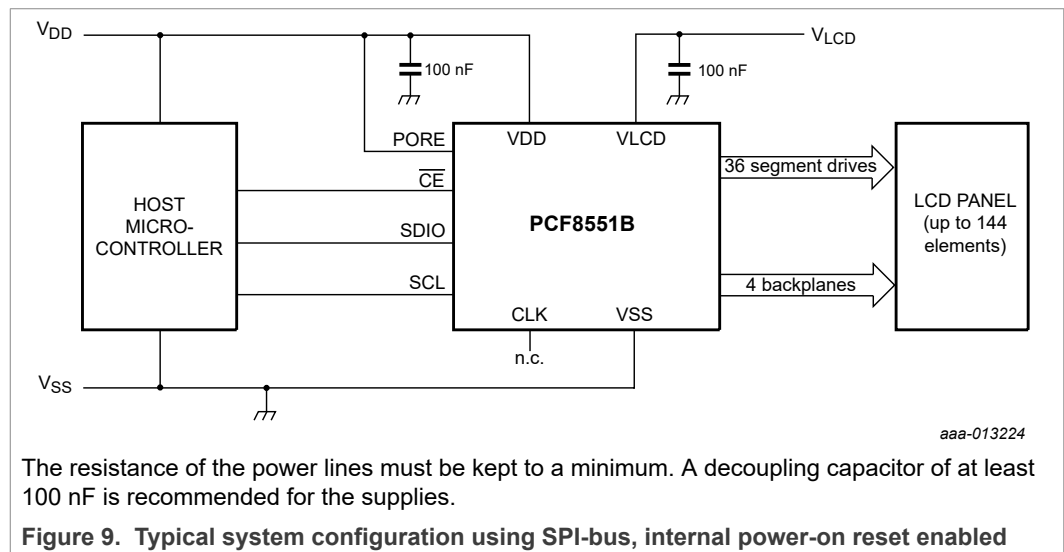 VDD
VLCD
100 nF
100 nF
PORE
VDD
VLCD
CE
36 segment drives
HOST
MICRO-
CONTROLLER
SDIO
PCF8551B
LCD PANEL
(up to 144
elements)
SCL
4 backplanes
CLK
VSS
n.c.
VSS
aaa-013224
The resistance of the power lines must be kept to a minimum. A decoupling capacitor of at least
100 nF is recommended for the supplies.
Figure 9. Typical system configuration using SPI-bus, internal power-on reset enabled